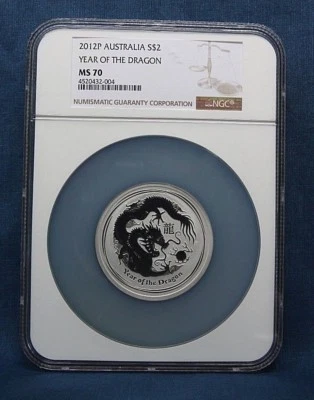 2012P AUSTRALIA S$2
YEAR OF THE DRAGON
MS 70
4520432-004
NUMISMATIC GUARANTY CORPORATION
NGC®
龍
Year of the Dragon